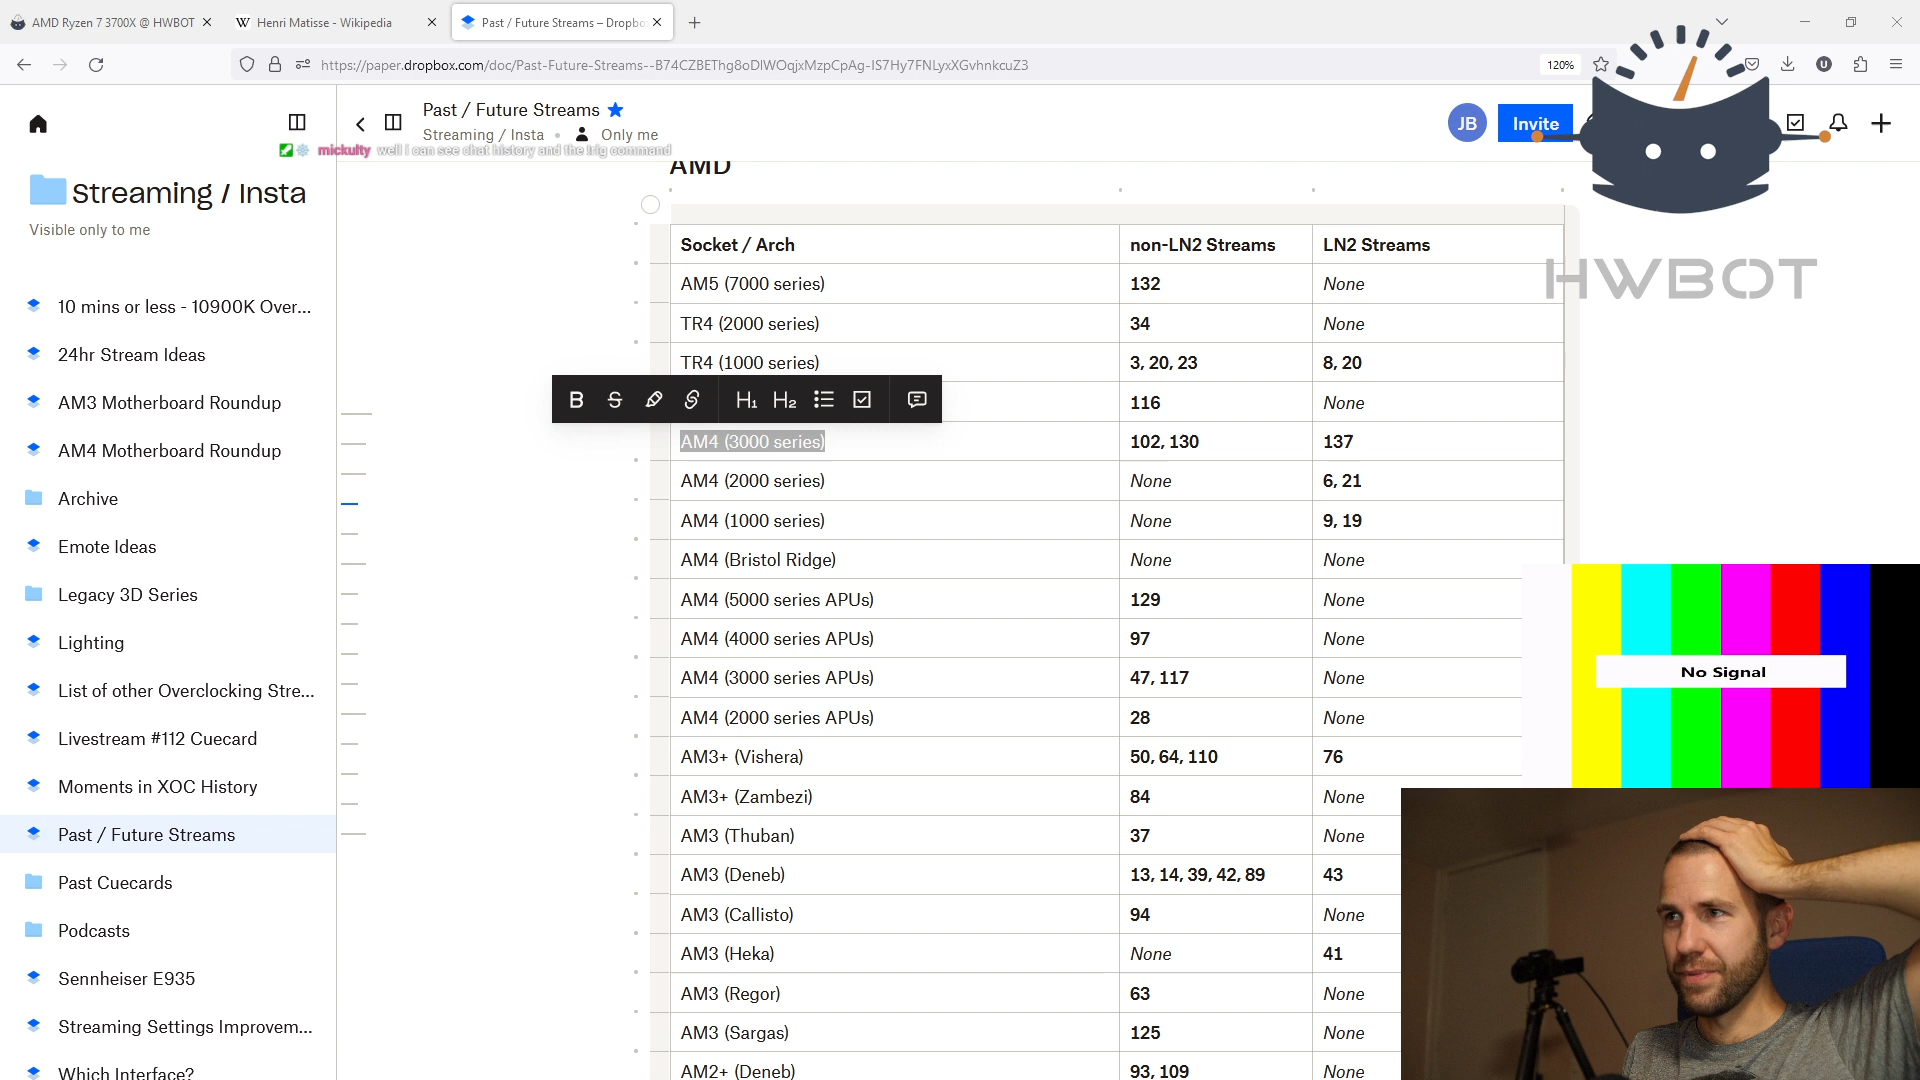 AMD Ryzen 7 3700X @ HWBOT
Henri Matisse - Wikipedia
Past / Future Streams – Dropbo
https://paper.dropbox.com/doc/Past-Future-Streams--B74CZBEThg8oDlWOqjxMzpCpAg-IS7Hy7FNLyxXGvhnkcuZ3
120%
U
Past / Future Streams
Streaming / Insta • Only me
JB
Invite
mickulty well I can see chat history and the !rig command
Streaming / Insta
Visible only to me
10 mins or less - 10900K Over...
24hr Stream Ideas
AM3 Motherboard Roundup
AM4 Motherboard Roundup
Archive
Emote Ideas
Legacy 3D Series
Lighting
List of other Overclocking Stre...
Livestream #112 Cuecard
Moments in XOC History
Past / Future Streams
Past Cuecards
Podcasts
Sennheiser E935
Streaming Settings Improvem...
Which Interface?
AMD
Socket / Arch non-LN2 Streams LN2 Streams
AM5 (7000 series) 132 None
TR4 (2000 series) 34 None
TR4 (1000 series) 3, 20, 23 8, 20
116 None
B S H1 H2
AM4 (3000 series) 102, 130 137
AM4 (2000 series) None 6, 21
AM4 (1000 series) None 9, 19
AM4 (Bristol Ridge) None None
AM4 (5000 series APUs) 129 None
AM4 (4000 series APUs) 97 None
AM4 (3000 series APUs) 47, 117 None
AM4 (2000 series APUs) 28 None
AM3+ (Vishera) 50, 64, 110 76
AM3+ (Zambezi) 84 None
AM3 (Thuban) 37 None
AM3 (Deneb) 13, 14, 39, 42, 89 43
AM3 (Callisto) 94 None
AM3 (Heka) None 41
AM3 (Regor) 63 None
AM3 (Sargas) 125 None
AM2+ (Deneb) 93, 109 None
HWBOT
No Signal